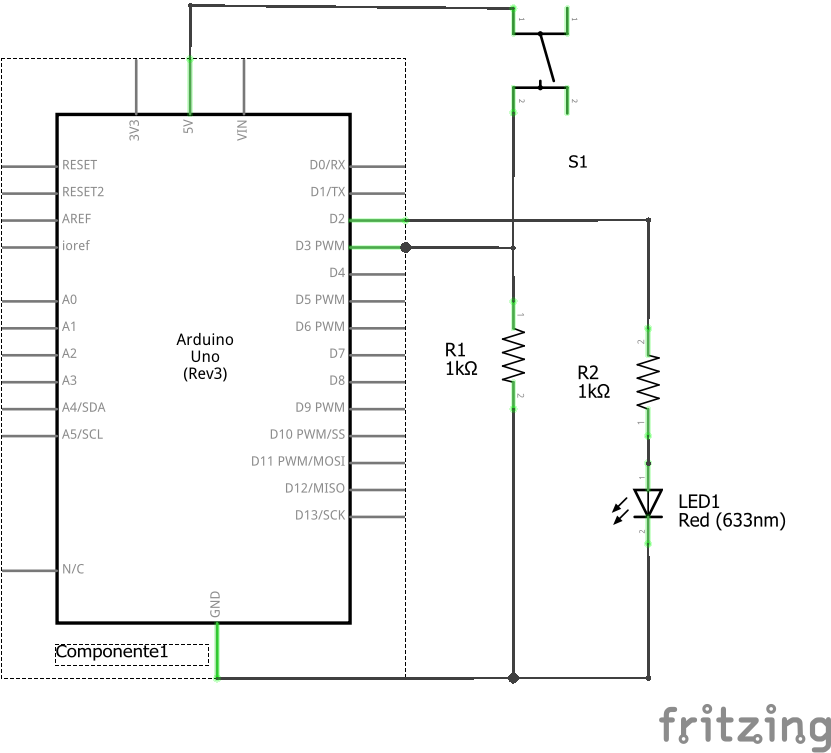 1
1
2
2
S1
3V3
5V
VIN
RESET
RESET2
AREF
ioref
A0
A1
A2
A3
A4/SDA
A5/SCL
N/C
Arduino
Uno
(Rev3)
D0/RX
D1/TX
D2
D3 PWM
D4
D5 PWM
D6 PWM
D7
D8
D9 PWM
D10 PWM/SS
D11 PWM/MOSI
D12/MISO
D13/SCK
GND
Componente1
1
R1
1kΩ
2
2
R2
1kΩ
1
1
LED1
Red (633nm)
2
fritzing